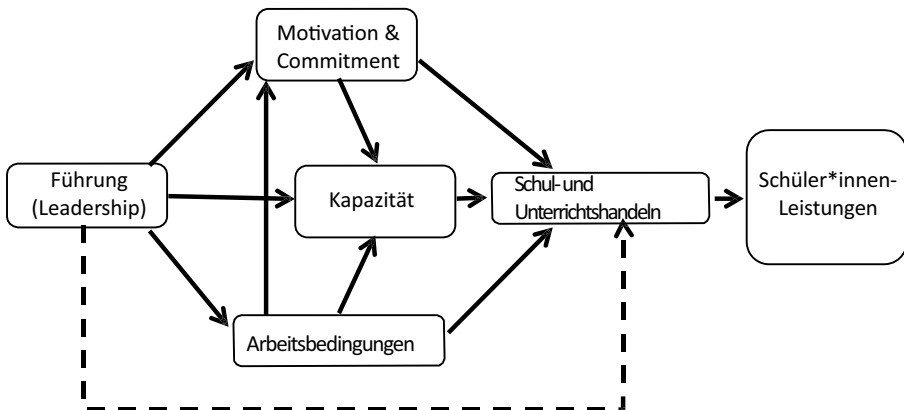 Motivation &
Commitment
Führung
(Leadership)
Kapazität
Schul- und
Unterrichtshandeln
Schüler*innen-
Leistungen
Arbeitsbedingungen